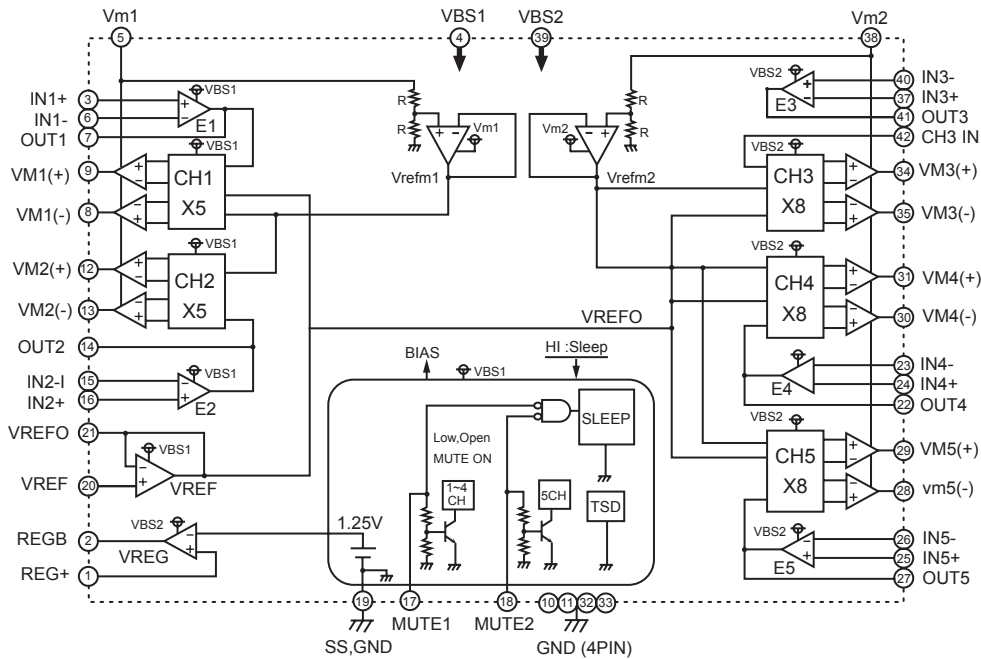 Vm1
VBS1
VBS2
Vm2
5
4
39
38
IN1+
3
VBS1
IN1-
6
E1
OUT1
7
VBS1
VM1(+)
9
CH1
X5
VM1(-)
8
VBS1
VM2(+)
12
CH2
X5
VM2(-)
13
OUT2
14
IN2-I
15
VBS1
IN2+
16
E2
VREFO
21
VBS1
VREF
20
VREF
REGB
2
VBS2
VREG
REG+
1
R
R
Vm1
Vrefm1
R
R
Vm2
Vrefm2
VREFO
BIAS
VBS1
HI :Sleep
SLEEP
Low,Open
MUTE ON
1~4
CH
5CH
TSD
1.25V
19
SS,GND
17
MUTE1
18
MUTE2
10
11
32
33
GND (4PIN)
VBS2
40
IN3-
37
IN3+
E3
41
OUT3
42
CH3 IN
VBS2
CH3
X8
34
VM3(+)
35
VM3(-)
VBS2
CH4
X8
31
VM4(+)
30
VM4(-)
23
IN4-
24
IN4+
E4
22
OUT4
VBS2
CH5
X8
29
VM5(+)
28
vm5(-)
VBS2
26
IN5-
25
IN5+
E5
27
OUT5